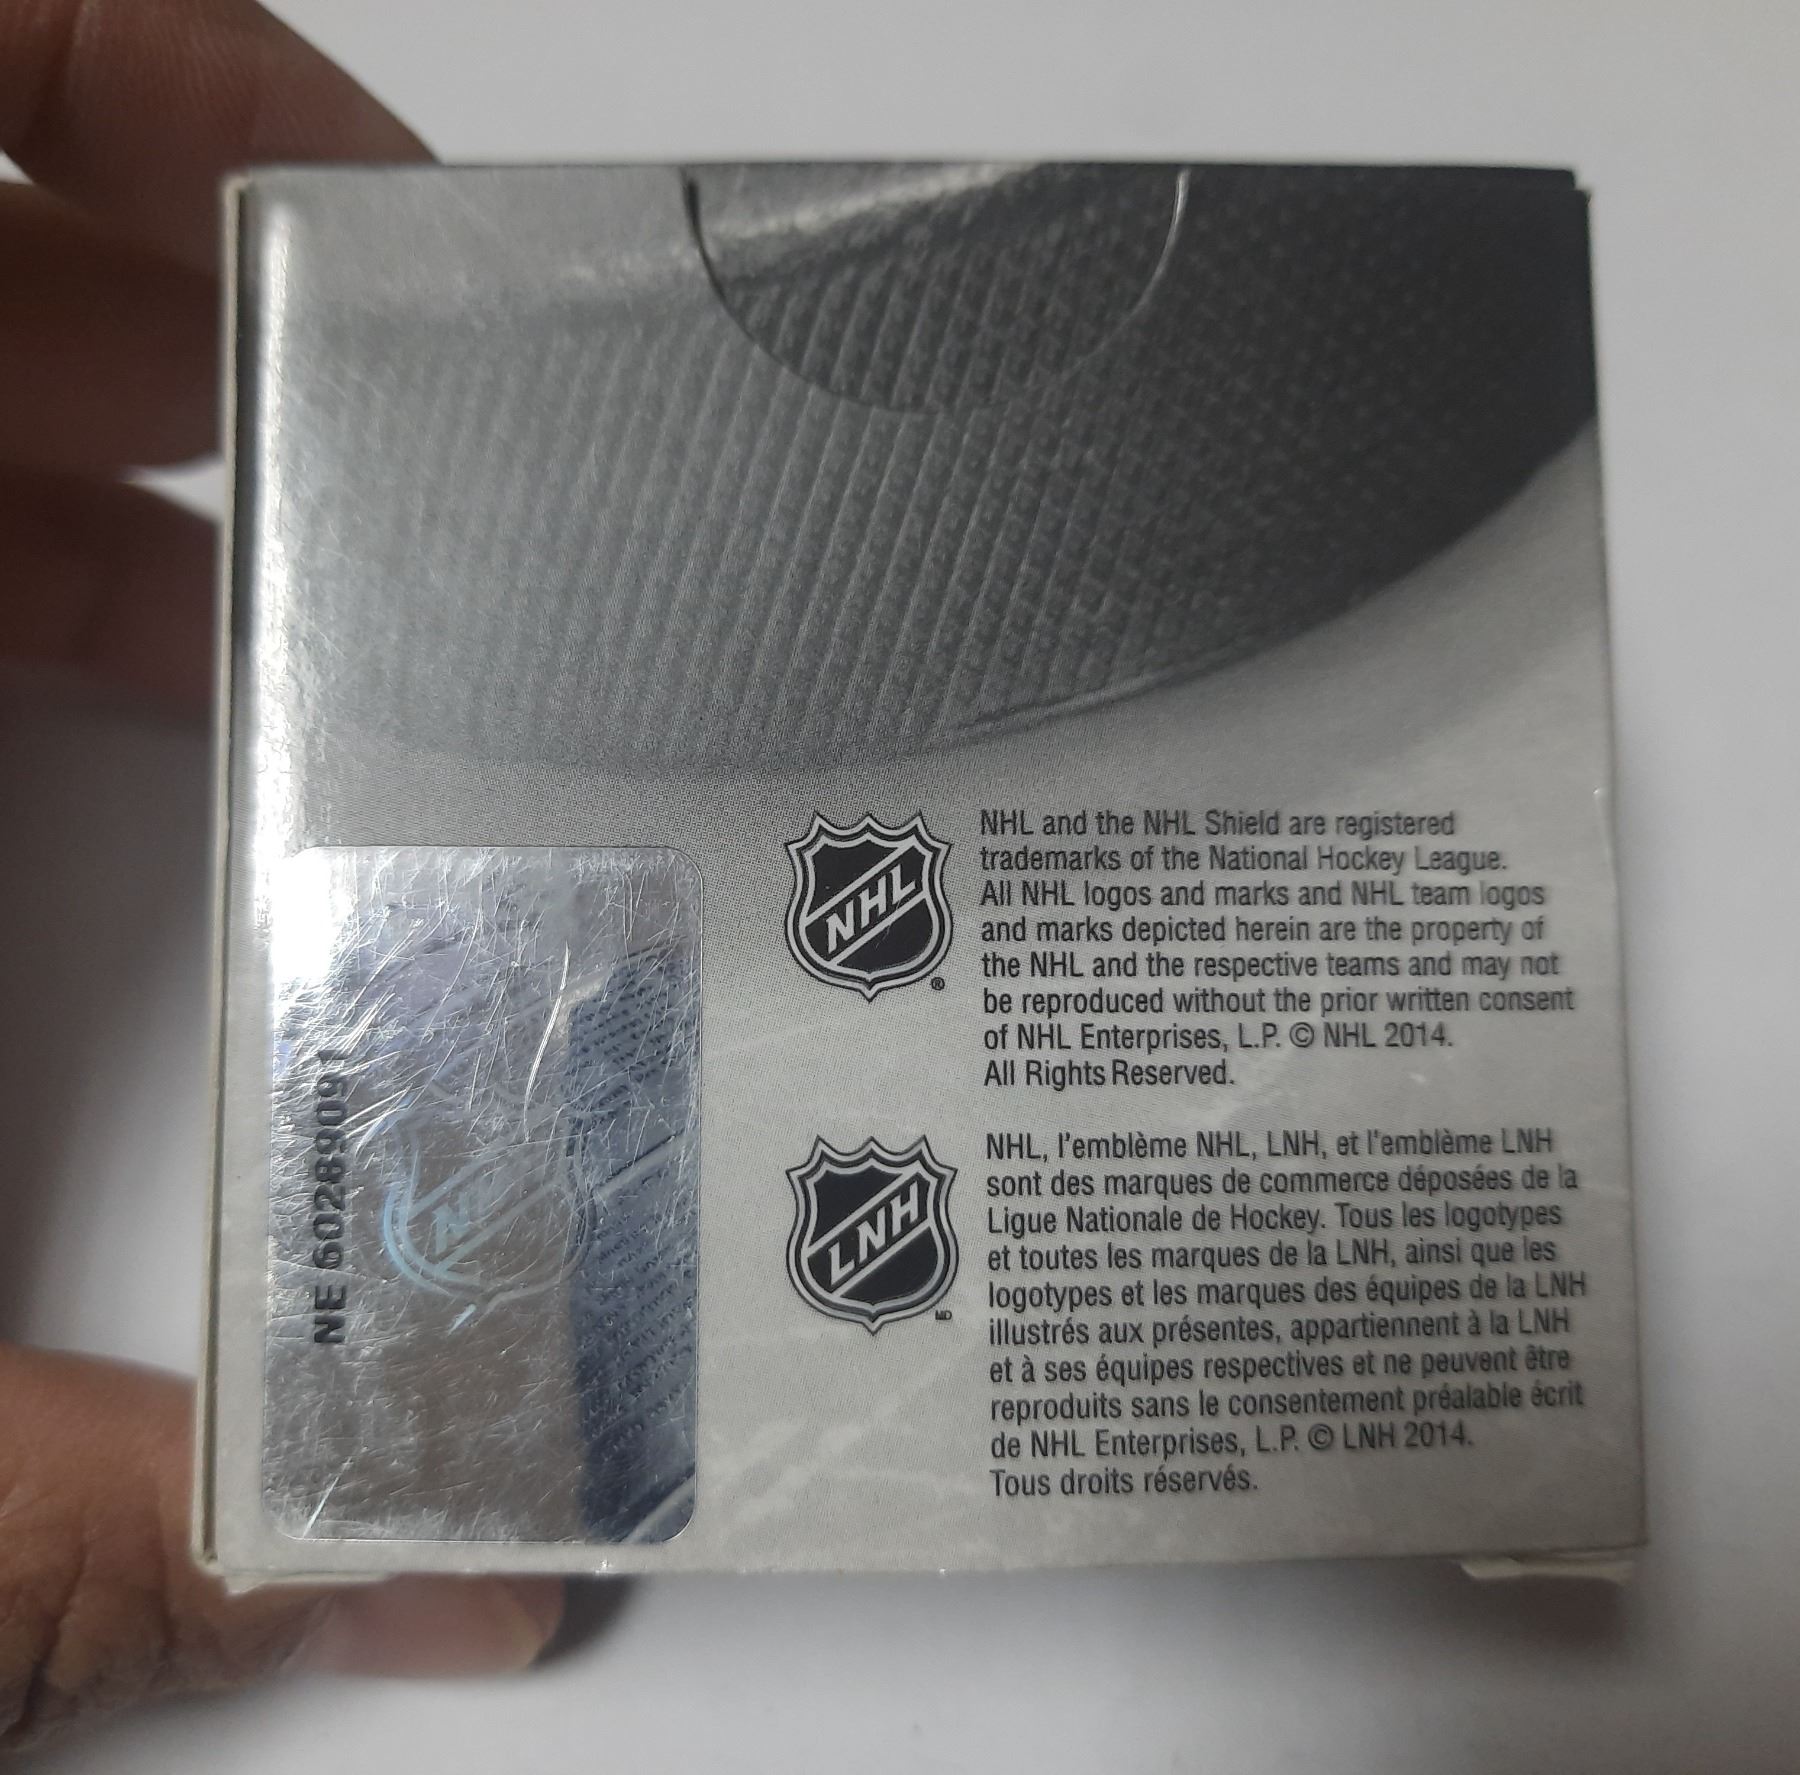 NHL
®
NHL and the NHL Shield are registered
trademarks of the National Hockey League.
All NHL logos and marks and NHL team logos
and marks depicted herein are the property of
the NHL and the respective teams and may not
be reproduced without the prior written consent
of NHL Enterprises, L.P. © NHL 2014.
All Rights Reserved.
NE 60289091
LNH
MD
NHL, l'emblème NHL, LNH, et l'emblème LNH
sont des marques de commerce déposées de la
Ligue Nationale de Hockey. Tous les logotypes
et toutes les marques de la LNH, ainsi que les
logotypes et les marques des équipes de la LNH
illustrés aux présentes, appartiennent à la LNH
et à ses équipes respectives et ne peuvent être
reproduits sans le consentement préalable écrit
de NHL Enterprises, L.P. © LNH 2014.
Tous droits réservés.